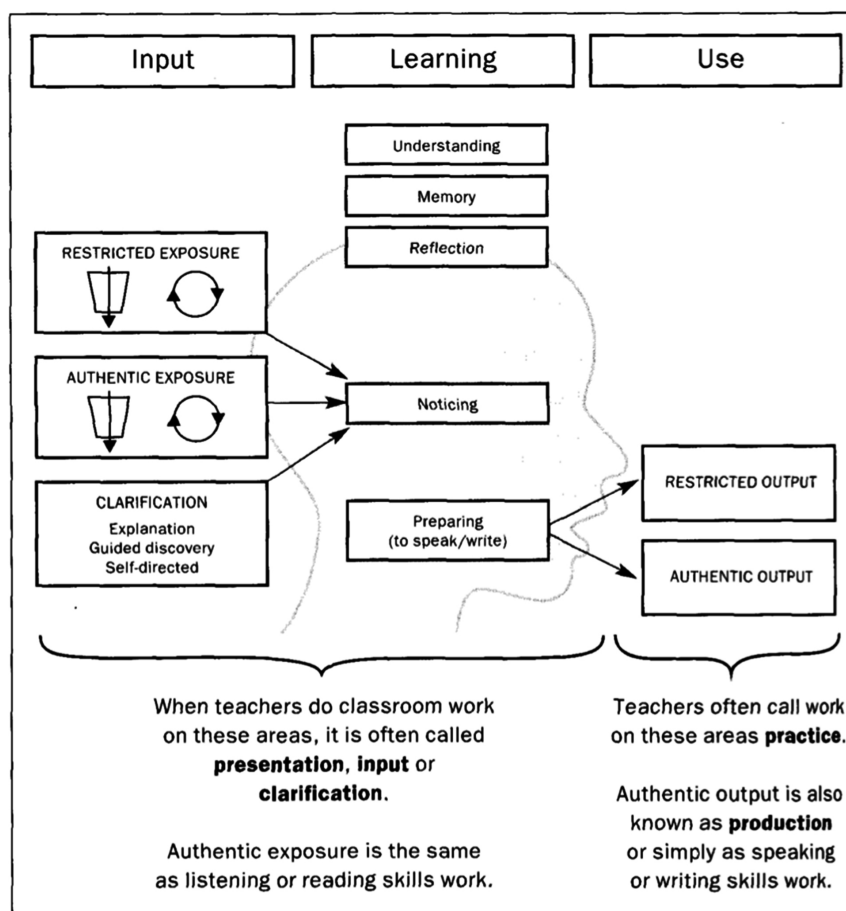 Input
Learning
Use
Understanding
Memory
Reflection
RESTRICTED EXPOSURE
AUTHENTIC EXPOSURE
Noticing
CLARIFICATION
Explanation
Guided discovery
Self-directed
Preparing
(to speak/write)
RESTRICTED OUTPUT
AUTHENTIC OUTPUT
When teachers do classroom work
on these areas, it is often called
presentation, input or
clarification.
Authentic exposure is the same
as listening or reading skills work.
Teachers often call work
on these areas practice.
Authentic output is also
known as production
or simply as speaking
or writing skills work.